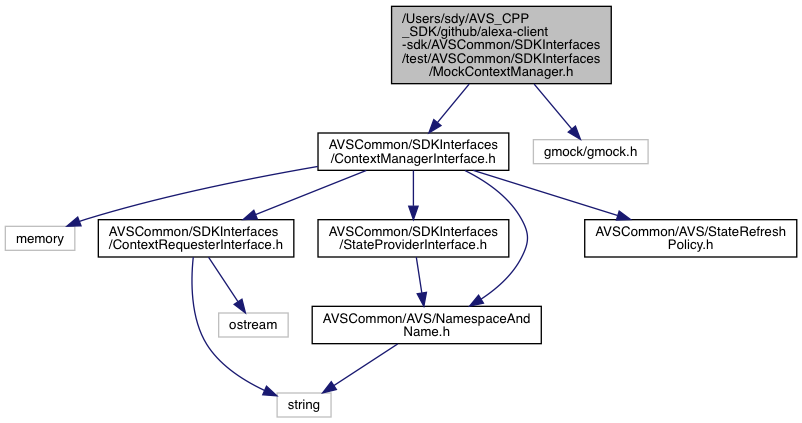 /Users/sdy/AVS_CPP
_SDK/github/alexa-client
-sdk/AVSCommon/SDKInterfaces
/test/AVSCommon/SDKInterfaces
/MockContextManager.h
AVSCommon/SDKInterfaces
/ContextManagerInterface.h
gmock/gmock.h
memory
AVSCommon/SDKInterfaces
/ContextRequesterInterface.h
AVSCommon/SDKInterfaces
/StateProviderInterface.h
AVSCommon/AVS/StateRefresh
Policy.h
ostream
AVSCommon/AVS/NamespaceAnd
Name.h
string